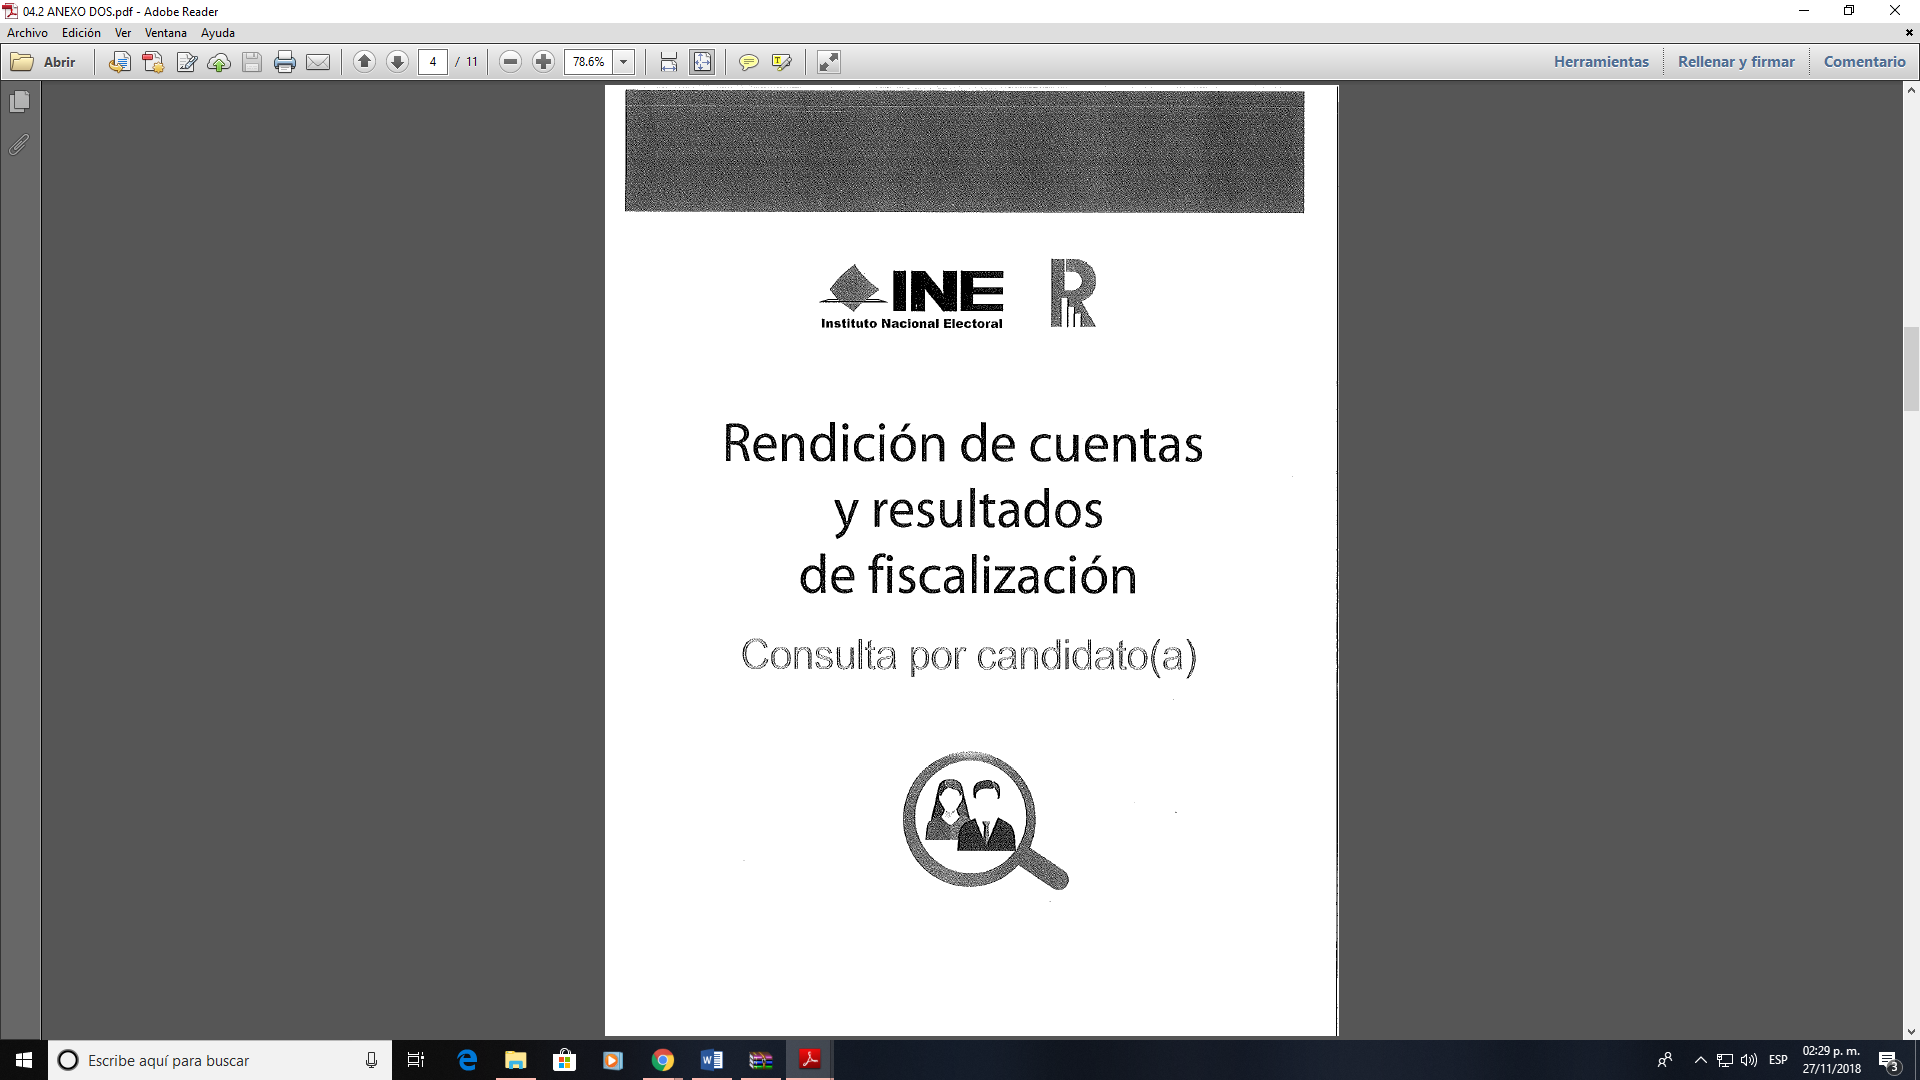 04.2 ANEXO DOS.pdf - Adobe Reader
Archivo Edición Ver Ventana Ayuda
Abrir 4 / 11 78.6% Herramientas Rellenar y firmar Comentario
INE R
Instituto Nacional Electoral
Rendición de cuentas
y resultados
de fiscalización
Consulta por candidato(a)
Escribe aquí para buscar
ESP
02:29 p. m.
27/11/2018
3